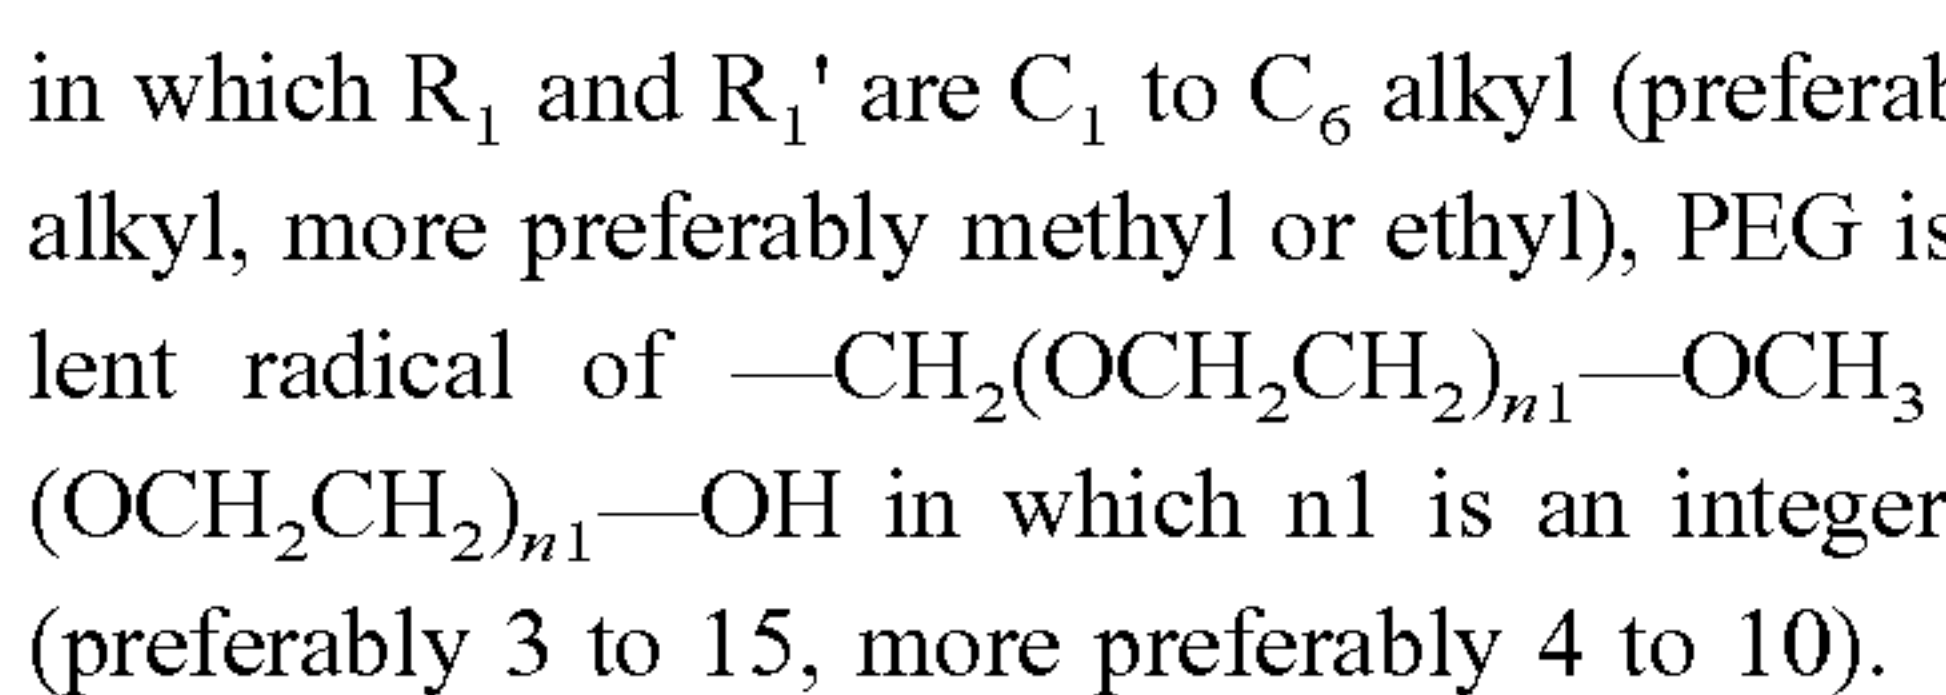 in which R₁ and R₁' are C₁ to C₆ alkyl (preferab
alkyl, more preferably methyl or ethyl), PEG is
lent radical of —CH₂(OCH₂CH₂)ₙ₁—OCH₃
(OCH₂CH₂)ₙ₁—OH in which n1 is an integer
(preferably 3 to 15, more preferably 4 to 10).